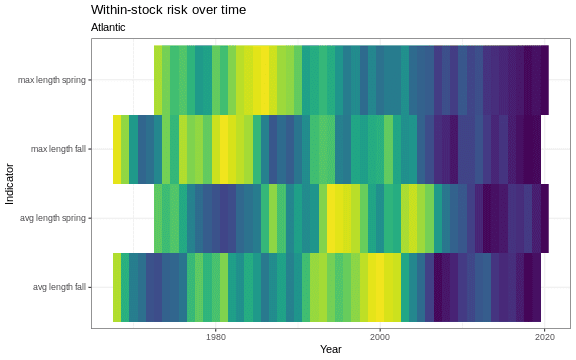 Within-stock risk over time
Atlantic
Indicator
max length spring
max length fall
avg length spring
avg length fall
1980
2000
2020
Year